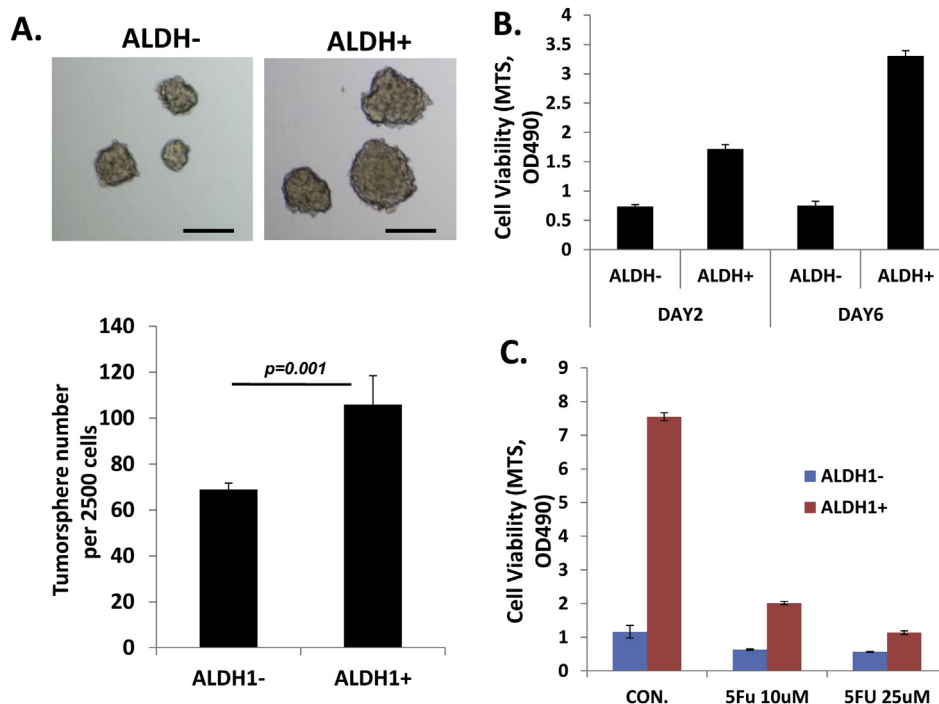 A.
ALDH-
ALDH+
140
120
100
80
60
40
20
0
p=0.001
Tumorsphere number
per 2500 cells
ALDH1-
ALDH1+
B.
4
3.5
3
2.5
2
1.5
1
0.5
0
Cell Viability (MTS,
OD490)
ALDH-
ALDH+
ALDH-
ALDH+
DAY2
DAY6
C.
9
8
7
6
5
4
3
2
1
0
Cell Viability (MTS,
OD490)
ALDH1-
ALDH1+
CON.
5Fu 10uM
5FU 25uM